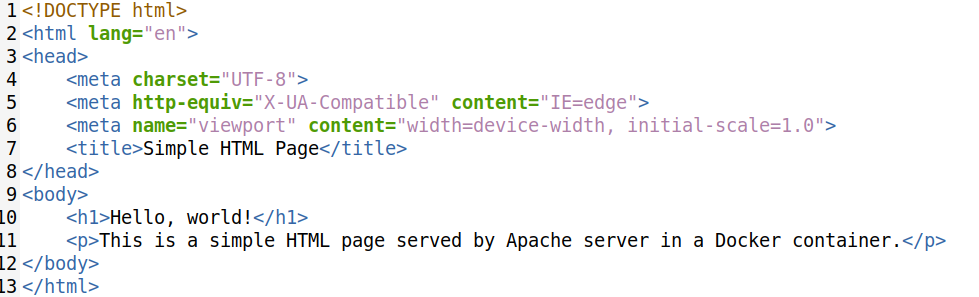 1 <!DOCTYPE html>
2 <html lang="en">
3 <head>
4     <meta charset="UTF-8">
5     <meta http-equiv="X-UA-Compatible" content="IE=edge">
6     <meta name="viewport" content="width=device-width, initial-scale=1.0">
7     <title>Simple HTML Page</title>
8 </head>
9 <body>
10     <h1>Hello, world!</h1>
11     <p>This is a simple HTML page served by Apache server in a Docker container.</p>
12 </body>
13 </html>